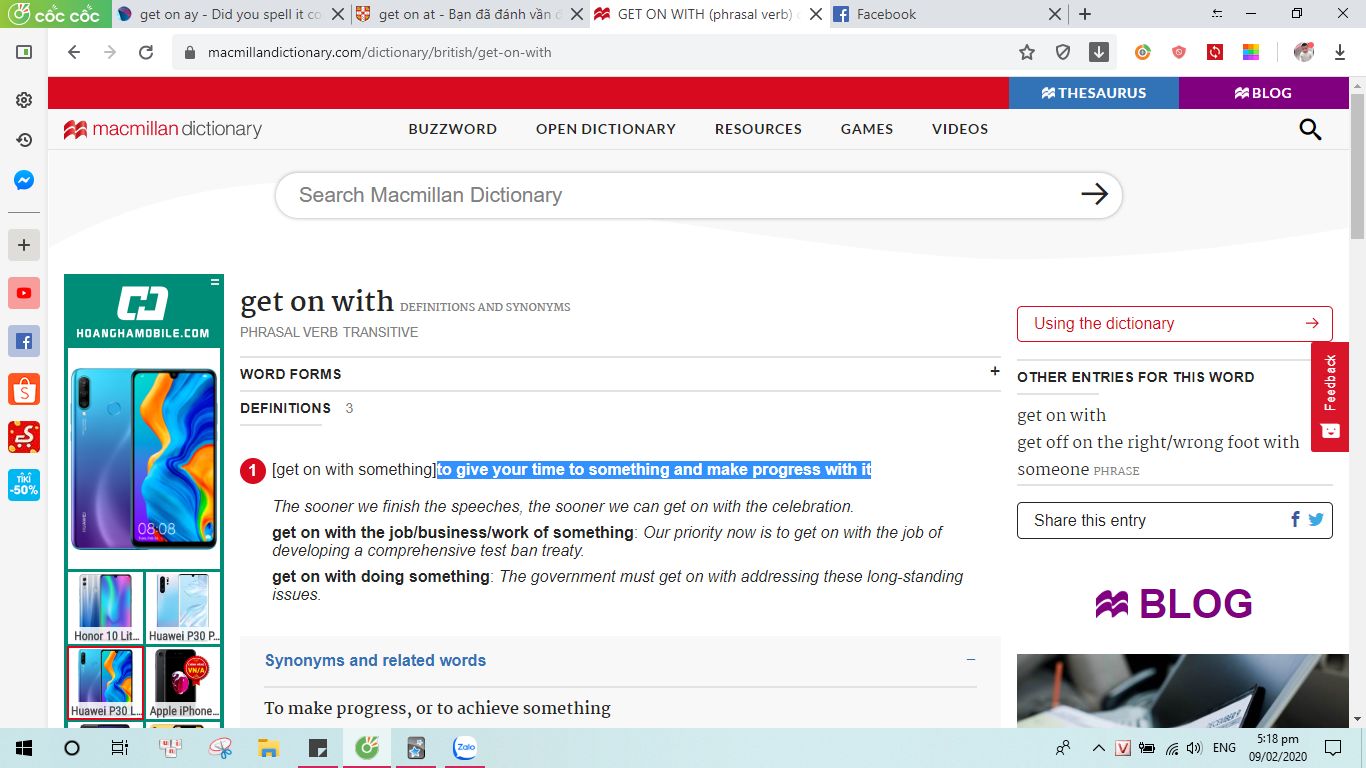 cốc cốc
get on ay - Did you spell it co
get on at - Bạn đã đánh vần đ
GET ON WITH (phrasal verb)
Facebook
macmillandictionary.com/dictionary/british/get-on-with
THESAURUS
BLOG
macmillan dictionary
BUZZWORD
OPEN DICTIONARY
RESOURCES
GAMES
VIDEOS
Search Macmillan Dictionary
TIKI
-50%
HOANGHAMOBILE.COM
08:08
Honor 10 Lit...
Huawei P30 P...
Huawei P30 L...
VN/A
Apple iPhone...
get on with DEFINITIONS AND SYNONYMS
PHRASAL VERB TRANSITIVE
WORD FORMS
+
DEFINITIONS 3
1 [get on with something]to give your time to something and make progress with it
The sooner we finish the speeches, the sooner we can get on with the celebration.
get on with the job/business/work of something: Our priority now is to get on with the job of
developing a comprehensive test ban treaty.
get on with doing something: The government must get on with addressing these long-standing
issues.
Synonyms and related words
To make progress, or to achieve something
Using the dictionary
OTHER ENTRIES FOR THIS WORD
get on with
get off on the right/wrong foot with
someone PHRASE
Share this entry
Feedback
BLOG
Zalo
ENG
5:18 pm
09/02/2020